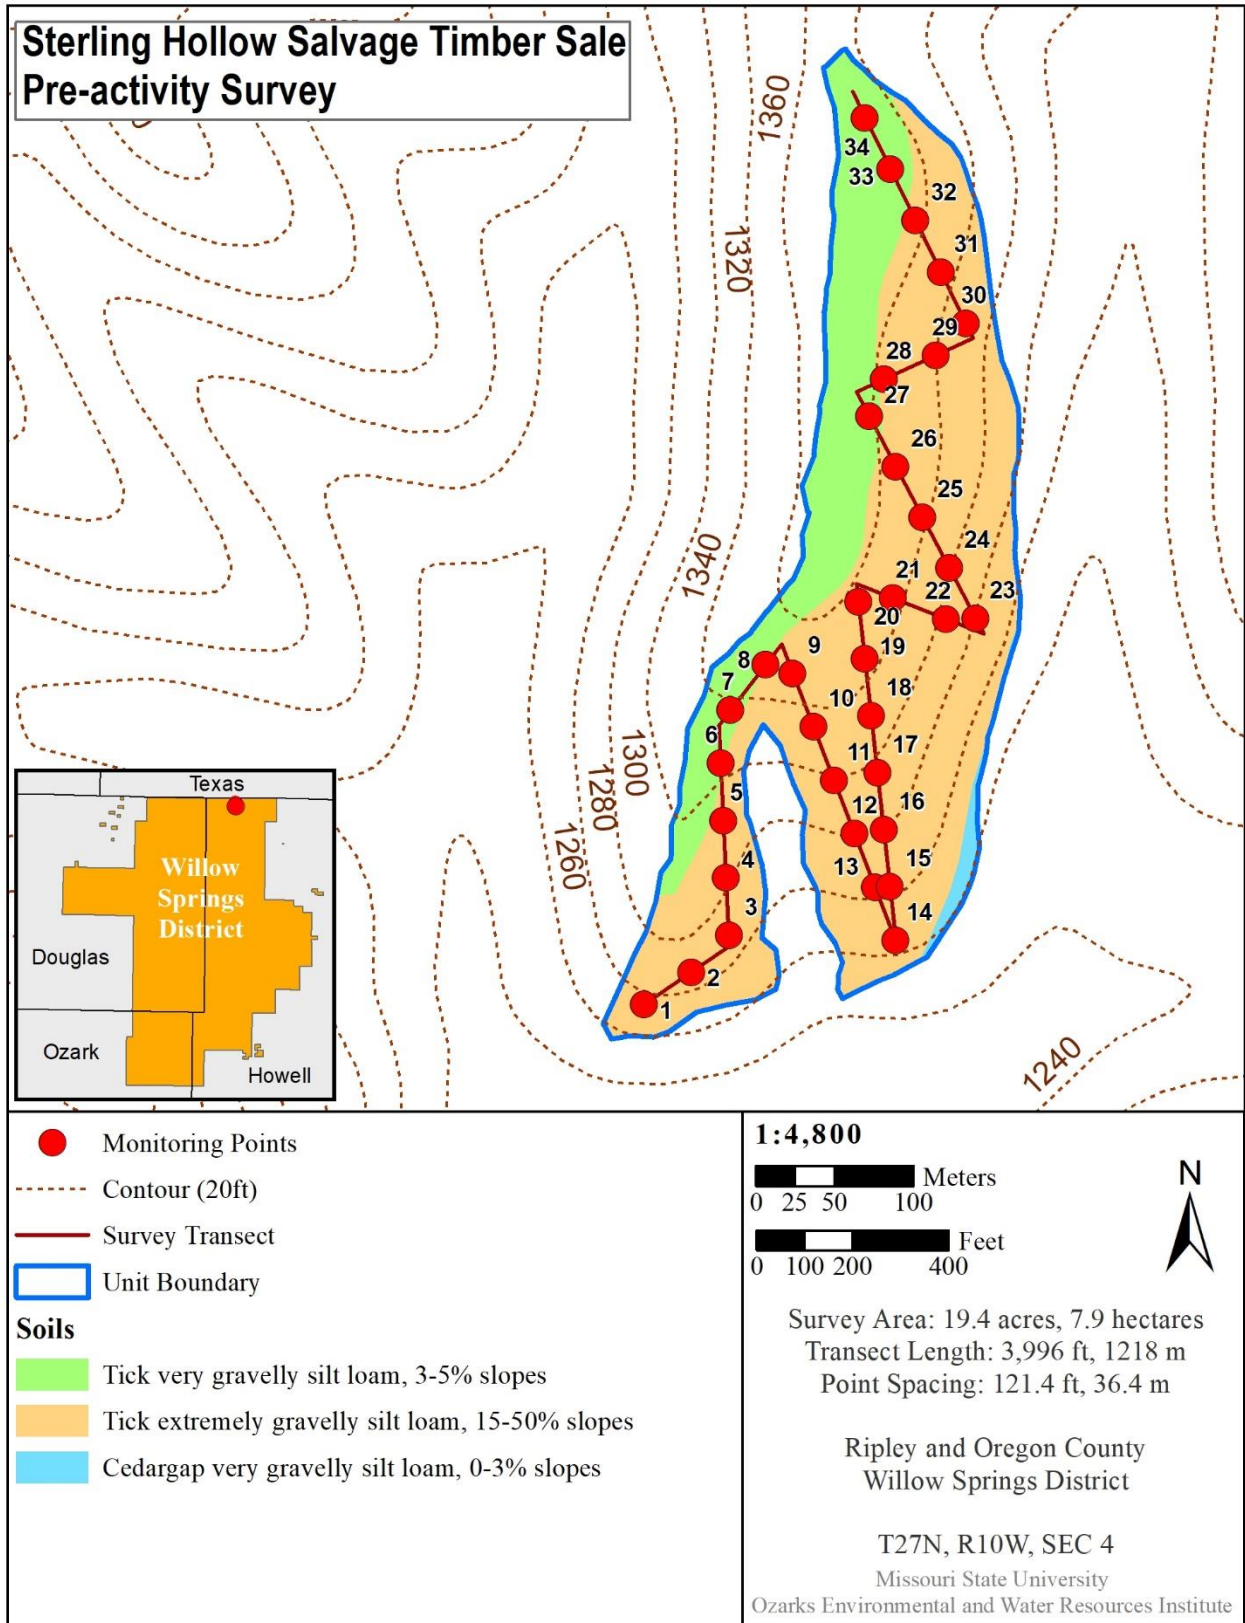 Sterling Hollow Salvage Timber Sale
Pre-activity Survey
1360
1320
1340
1300
1280
1260
1240
34
33
32
31
30
29
28
27
26
25
24
23
22
21
20
19
18
17
16
15
14
13
12
11
10
9
8
7
6
5
4
3
2
1
Texas
Willow
Springs
District
Douglas
Ozark
Howell
Monitoring Points
Contour (20ft)
Survey Transect
Unit Boundary
Soils
Tick very gravelly silt loam, 3-5% slopes
Tick extremely gravelly silt loam, 15-50% slopes
Cedargap very gravelly silt loam, 0-3% slopes
1:4,800
Meters
0 25 50 100
Feet
0 100 200 400
N
Survey Area: 19.4 acres, 7.9 hectares
Transect Length: 3,996 ft, 1218 m
Point Spacing: 121.4 ft, 36.4 m
Ripley and Oregon County
Willow Springs District
T27N, R10W, SEC 4
Missouri State University
Ozarks Environmental and Water Resources Institute